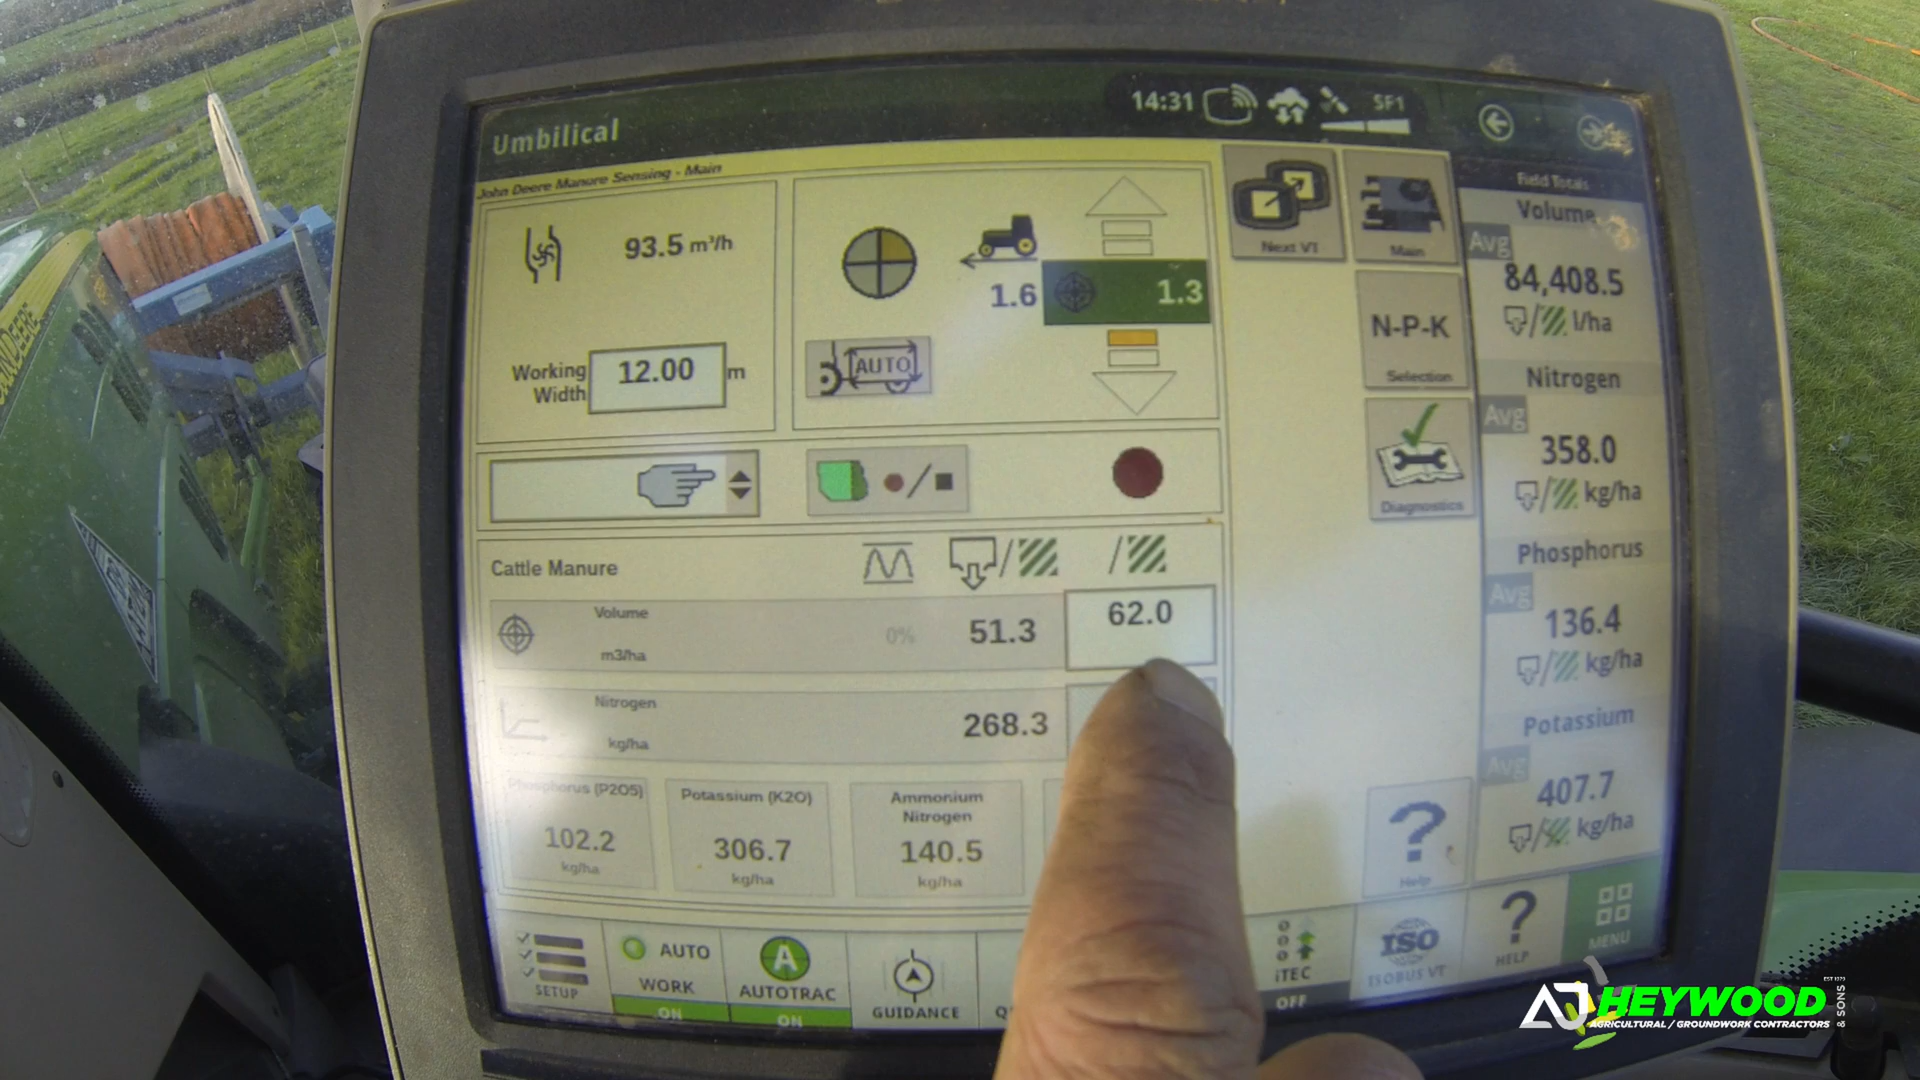 Umbilical
14:31
SF1
John Deere Manure Sensing - Main
93.5 m³/h
Working
Width
12.00
m
1.6
1.3
AUTO
Next VT
Main
N-P-K
Selection
Diagnostics
Field Totals
Volume
Avg
84,408.5
l/ha
Nitrogen
Avg
358.0
kg/ha
Phosphorus
Avg
136.4
kg/ha
Potassium
Avg
407.7
kg/ha
Cattle Manure
Volume
m3/ha
0%
51.3
62.0
Nitrogen
kg/ha
268.3
Phosphorus (P2O5)
102.2
kg/ha
Potassium (K2O)
306.7
kg/ha
Ammonium
Nitrogen
140.5
kg/ha
Help
SETUP
AUTO
WORK
ON
A
AUTOTRAC
ON
GUIDANCE
iTEC
OFF
ISO
ISOBUS VT
HELP
MENU
AJ HEYWOOD
& SONS
EST 1973
AGRICULTURAL / GROUNDWORK CONTRACTORS